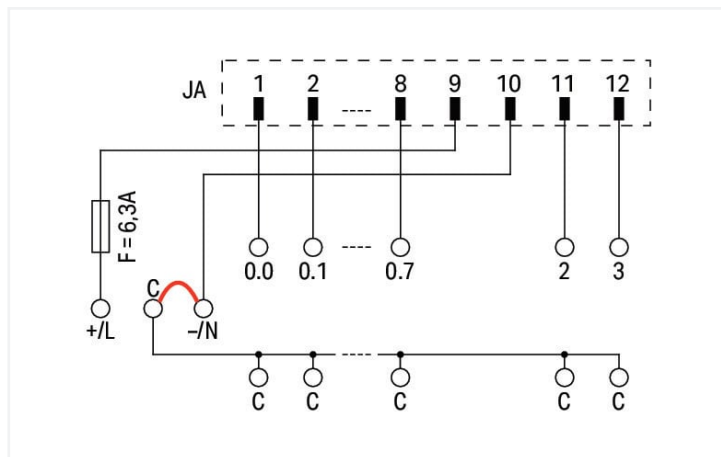 JA 1 2 ---- 8 9 10 11 12
F = 6,3A
0.0 0.1 ---- 0.7 2 3
C
+/L –/N
C C C C C